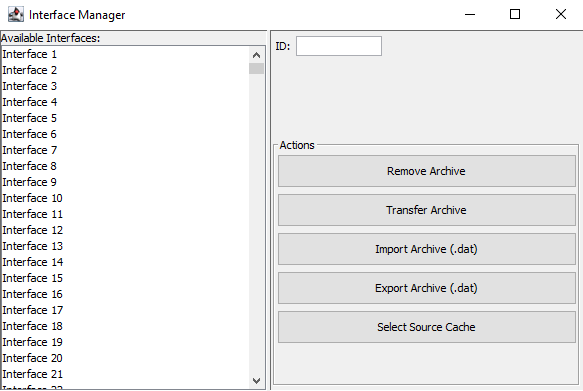 Interface Manager
Available Interfaces:
Interface 1
Interface 2
Interface 3
Interface 4
Interface 5
Interface 6
Interface 7
Interface 8
Interface 9
Interface 10
Interface 11
Interface 12
Interface 13
Interface 14
Interface 15
Interface 16
Interface 17
Interface 18
Interface 19
Interface 20
Interface 21
ID:
Actions
Remove Archive
Transfer Archive
Import Archive (.dat)
Export Archive (.dat)
Select Source Cache